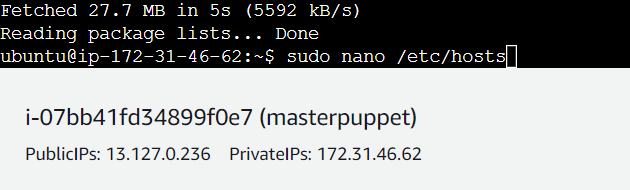 Fetched 27.7 MB in 5s (5592 kB/s)
Reading package lists... Done
ubuntu@ip-172-31-46-62:~$ sudo nano /etc/hosts
i-07bb41fd34899f0e7 (masterpuppet)
PublicIPs: 13.127.0.236 PrivateIPs: 172.31.46.62